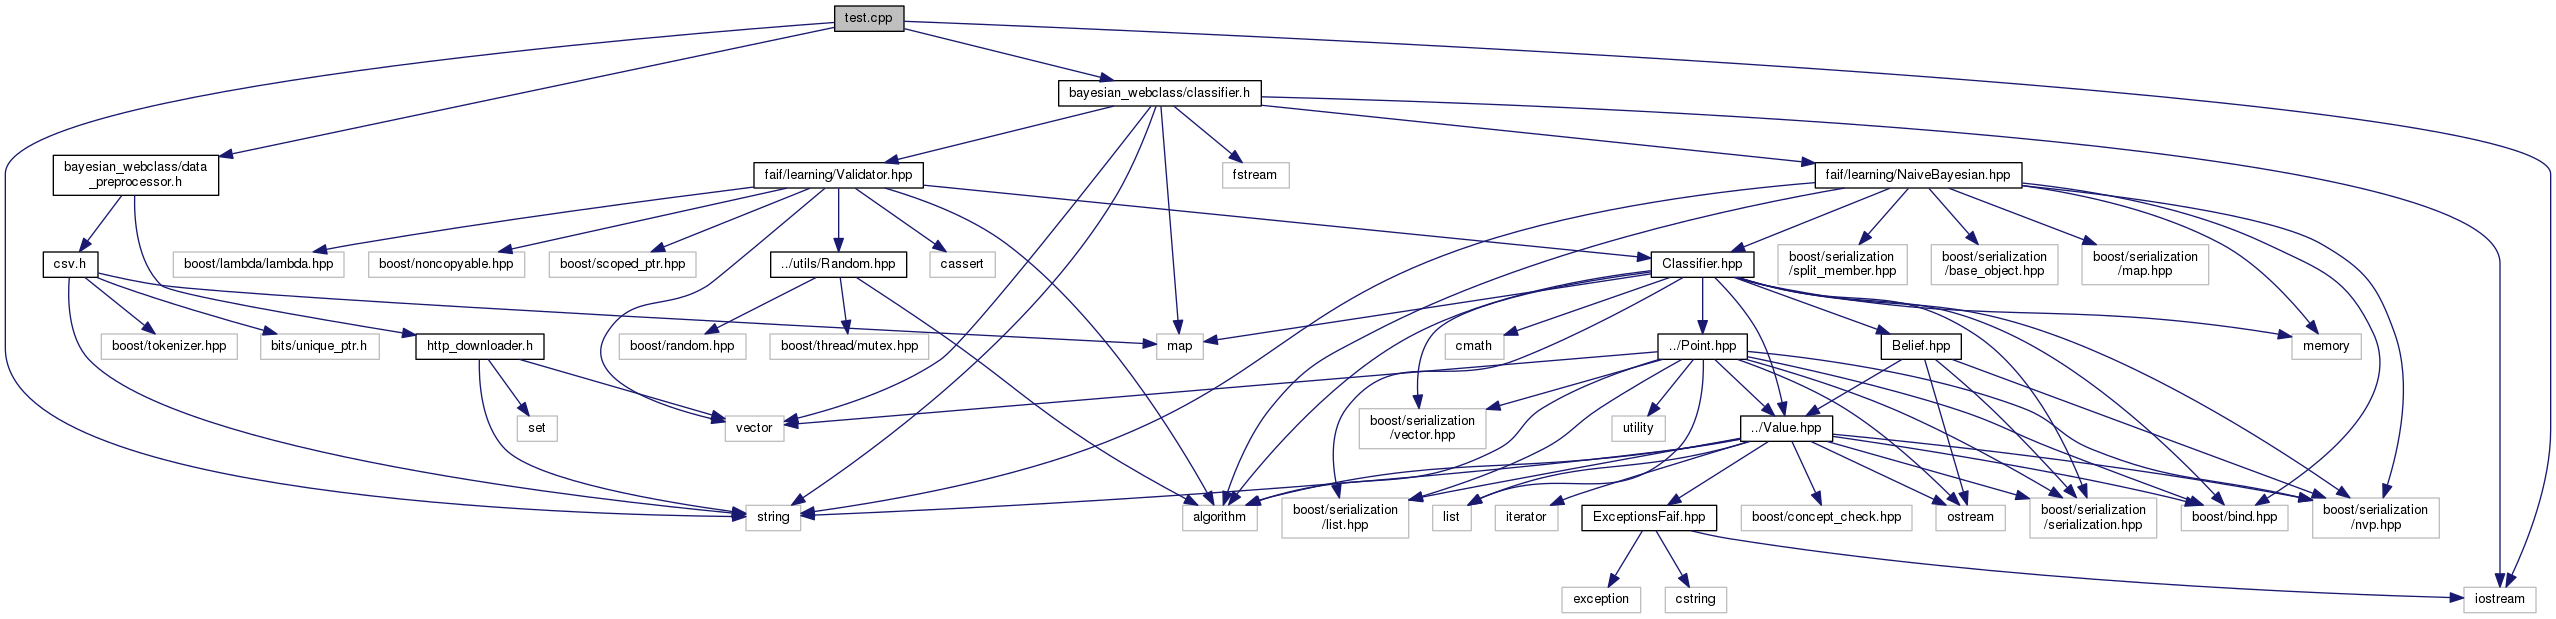 test.cpp
bayesian_webclass/classifier.h
bayesian_webclass/data
_preprocessor.h
faif/learning/Validator.hpp
fstream
faif/learning/NaiveBayesian.hpp
csv.h
boost/lambda/lambda.hpp
boost/noncopyable.hpp
boost/scoped_ptr.hpp
../utils/Random.hpp
cassert
Classifier.hpp
boost/serialization
/split_member.hpp
boost/serialization
/base_object.hpp
boost/serialization
/map.hpp
boost/tokenizer.hpp
bits/unique_ptr.h
http_downloader.h
boost/random.hpp
boost/thread/mutex.hpp
map
cmath
../Point.hpp
Belief.hpp
memory
set
vector
boost/serialization
/vector.hpp
utility
../Value.hpp
string
algorithm
boost/serialization
/list.hpp
list
iterator
ExceptionsFaif.hpp
boost/concept_check.hpp
ostream
boost/serialization
/serialization.hpp
boost/bind.hpp
boost/serialization
/nvp.hpp
exception
cstring
iostream